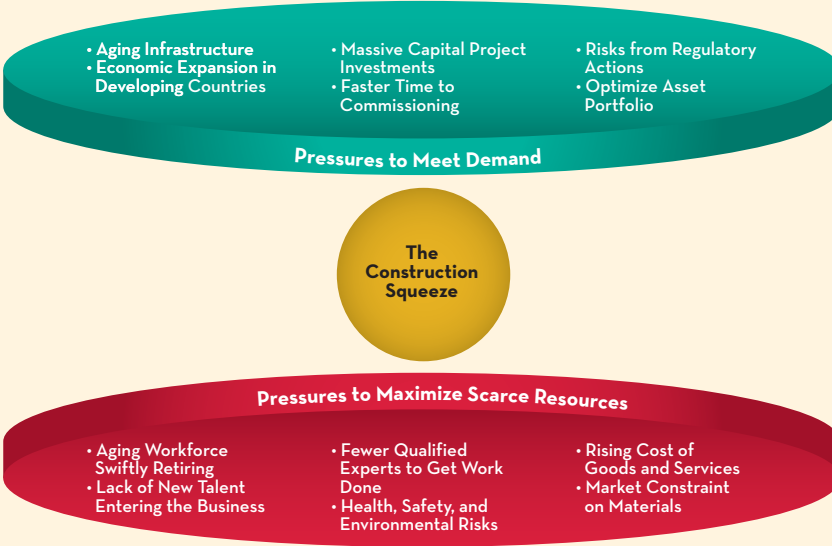 • Aging Infrastructure
• Economic Expansion in
Developing Countries
• Massive Capital Project
Investments
• Faster Time to
Commissioning
• Risks from Regulatory
Actions
• Optimize Asset
Portfolio
Pressures to Meet Demand
The
Construction
Squeeze
Pressures to Maximize Scarce Resources
• Aging Workforce
Swiftly Retiring
• Lack of New Talent
Entering the Business
• Fewer Qualified
Experts to Get Work
Done
• Health, Safety, and
Environmental Risks
• Rising Cost of
Goods and Services
• Market Constraint
on Materials